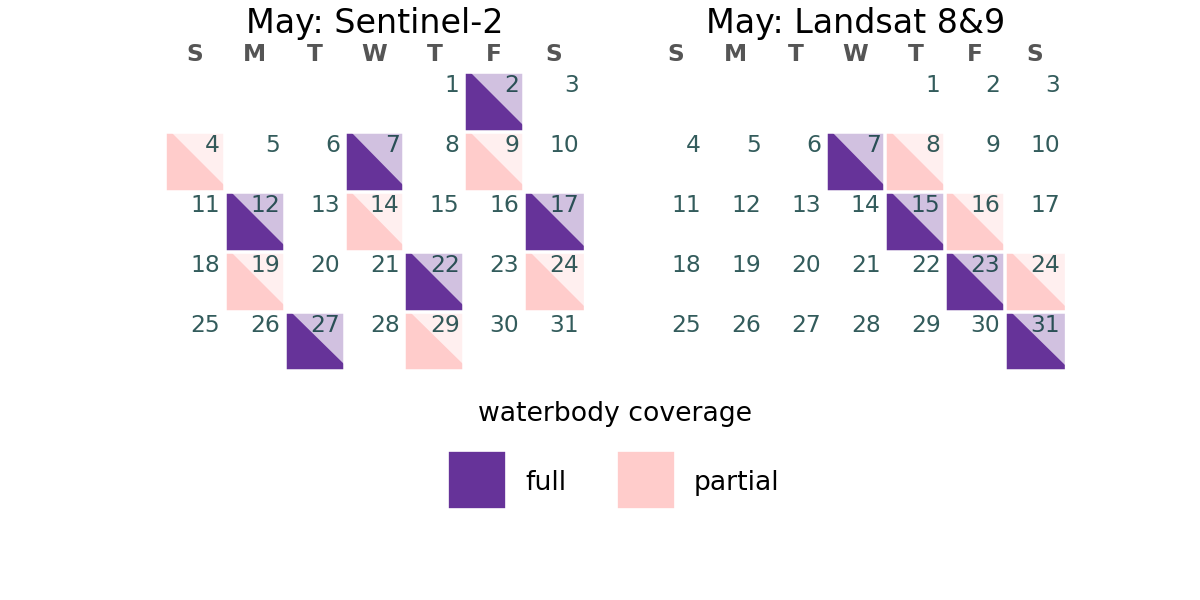 May: Sentinel-2
S M T W T F S
1 2 3
4 5 6 7 8 9 10
11 12 13 14 15 16 17
18 19 20 21 22 23 24
25 26 27 28 29 30 31
May: Landsat 8&9
S M T W T F S
1 2 3
4 5 6 7 8 9 10
11 12 13 14 15 16 17
18 19 20 21 22 23 24
25 26 27 28 29 30 31
waterbody coverage
full
partial